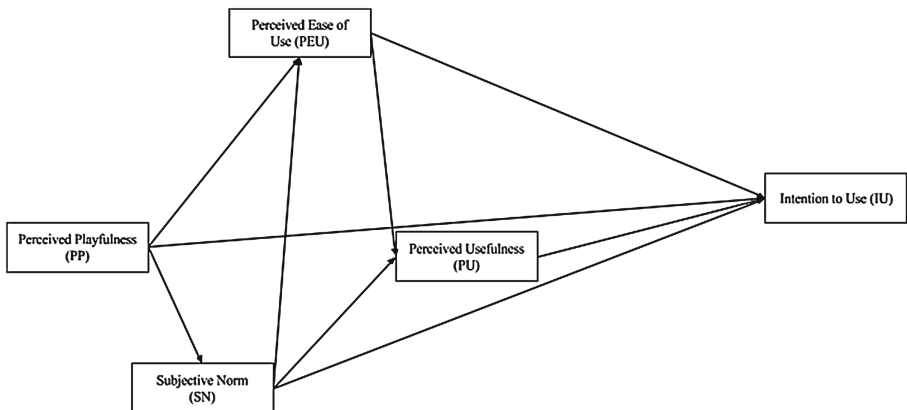 Perceived Ease of
Use (PEU)
Intention to Use (IU)
Perceived Playfulness
(PP)
Perceived Usefulness
(PU)
Subjective Norm
(SN)